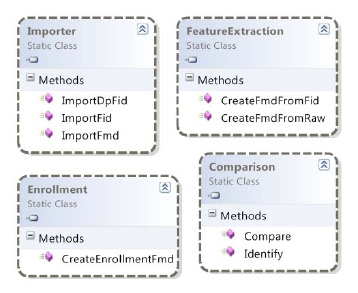 Importer
Static Class
Methods
ImportDpFid
ImportFid
ImportFmd
FeatureExtraction
Static Class
Methods
CreateFmdFromFid
CreateFmdFromRaw
Enrollment
Static Class
Methods
CreateEnrollmentFmd
Comparison
Static Class
Methods
Compare
Identify